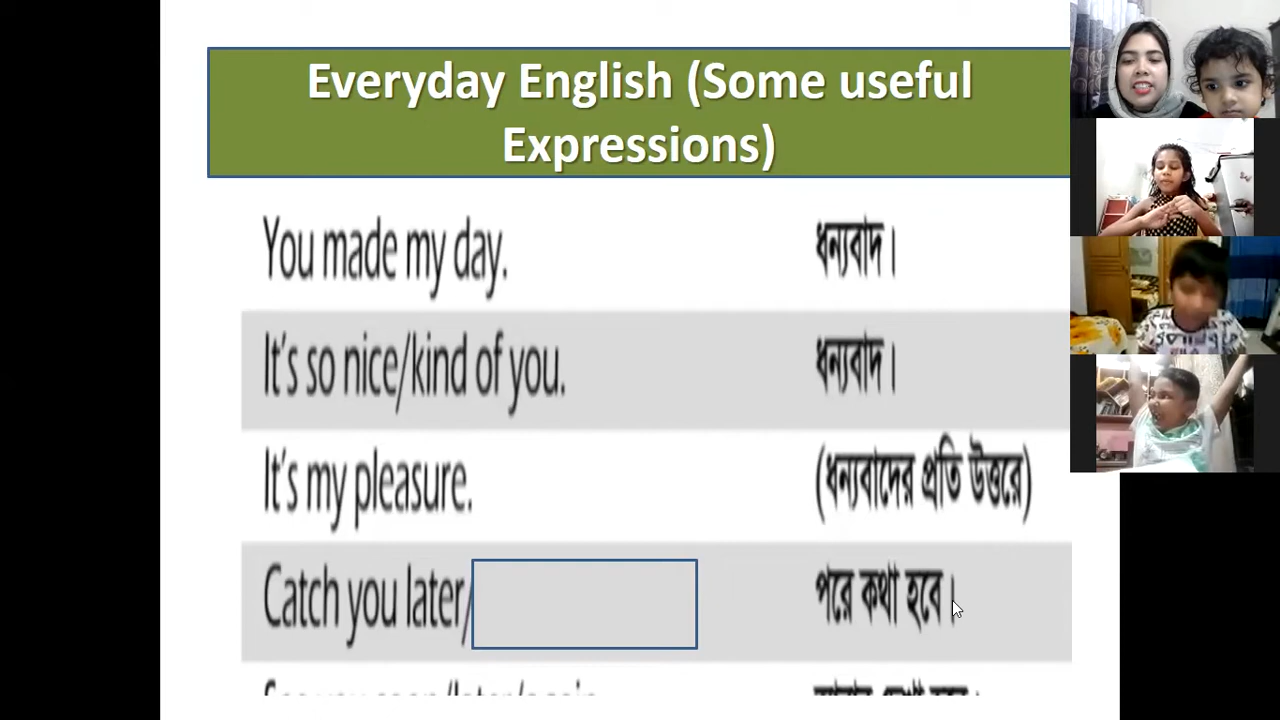 Everyday English (Some useful
Expressions)
You made my day. ধন্যবাদ।
It's so nice/kind of you. ধন্যবাদ।
It's my pleasure. (ধন্যবাদের প্রতি উত্তরে)
Catch you later/ পরে কথা হবে।